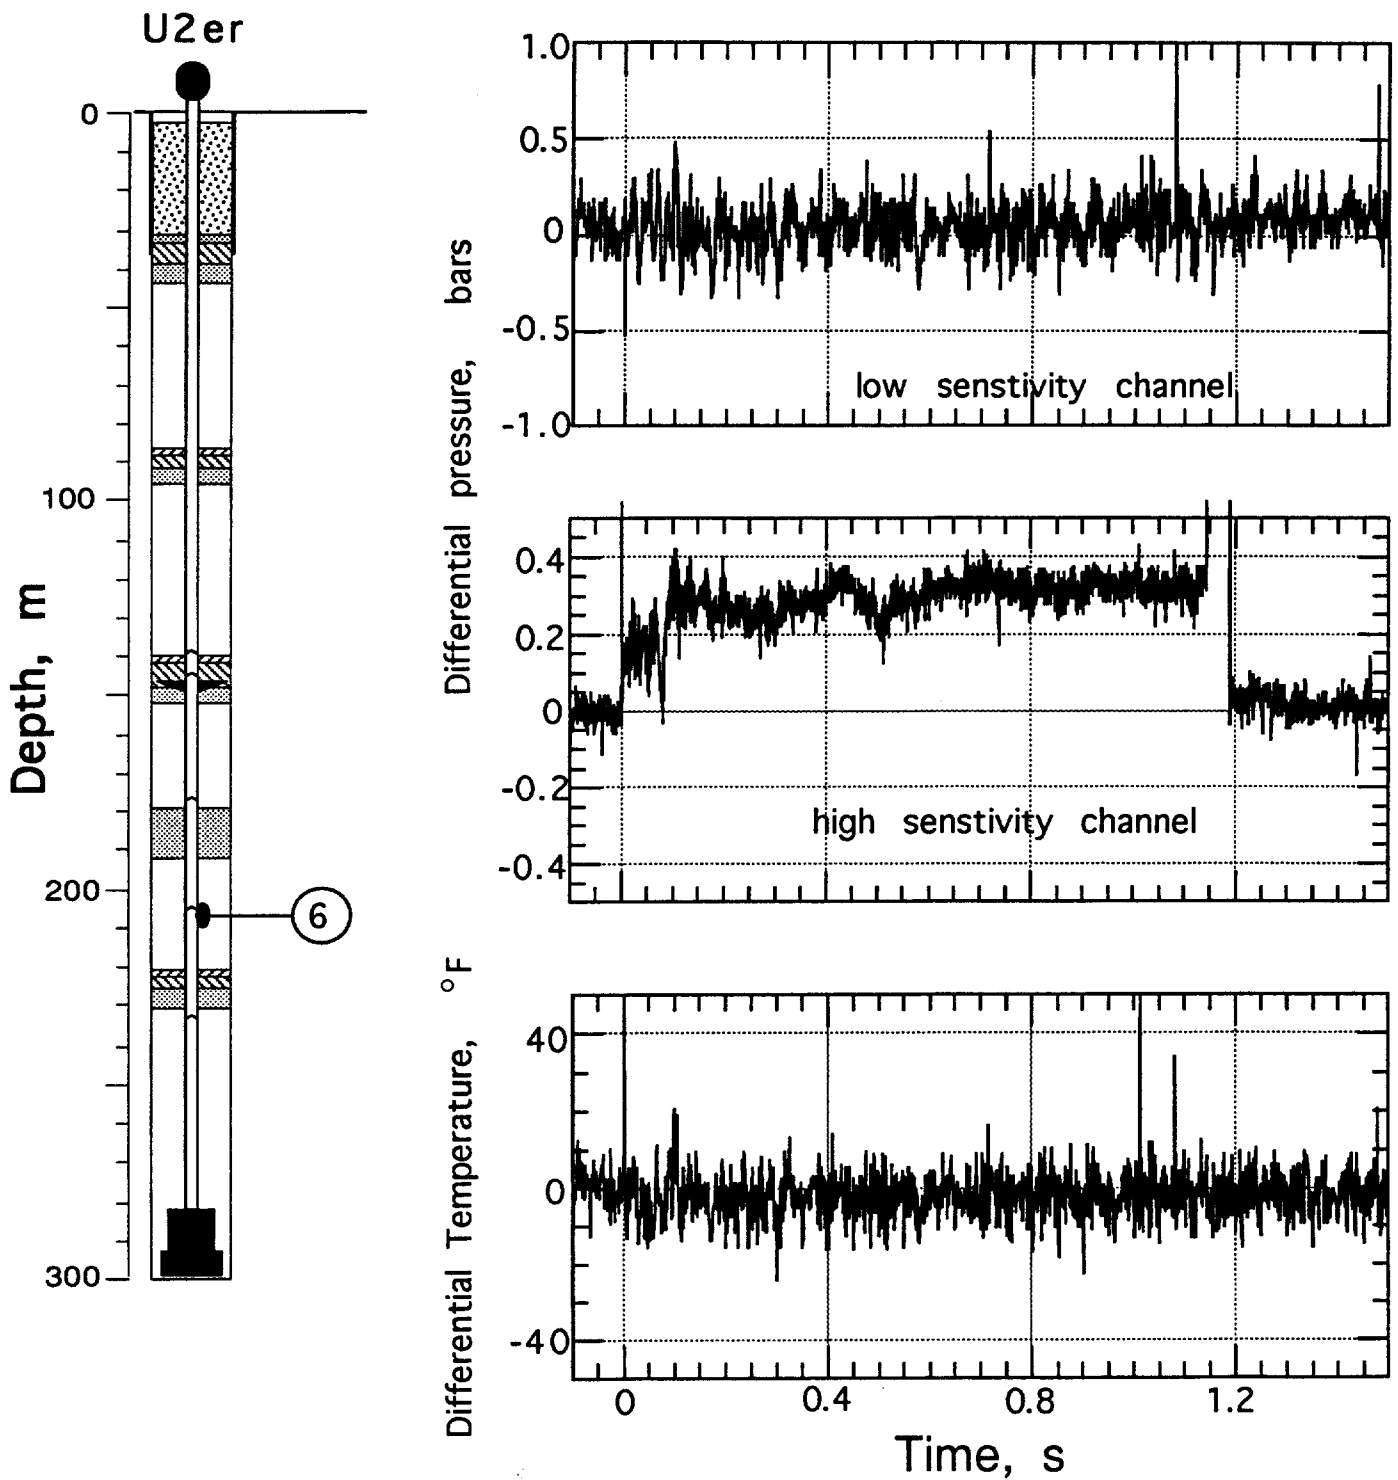 U2er
0
100
200
300
Depth, m
6
Differential pressure, bars
1.0
0.5
0
-0.5
-1.0
low senstivity channel
0.4
0.2
0
-0.2
-0.4
high senstivity channel
Differential Temperature, °F
40
0
-40
0 0.4 0.8 1.2
Time, s